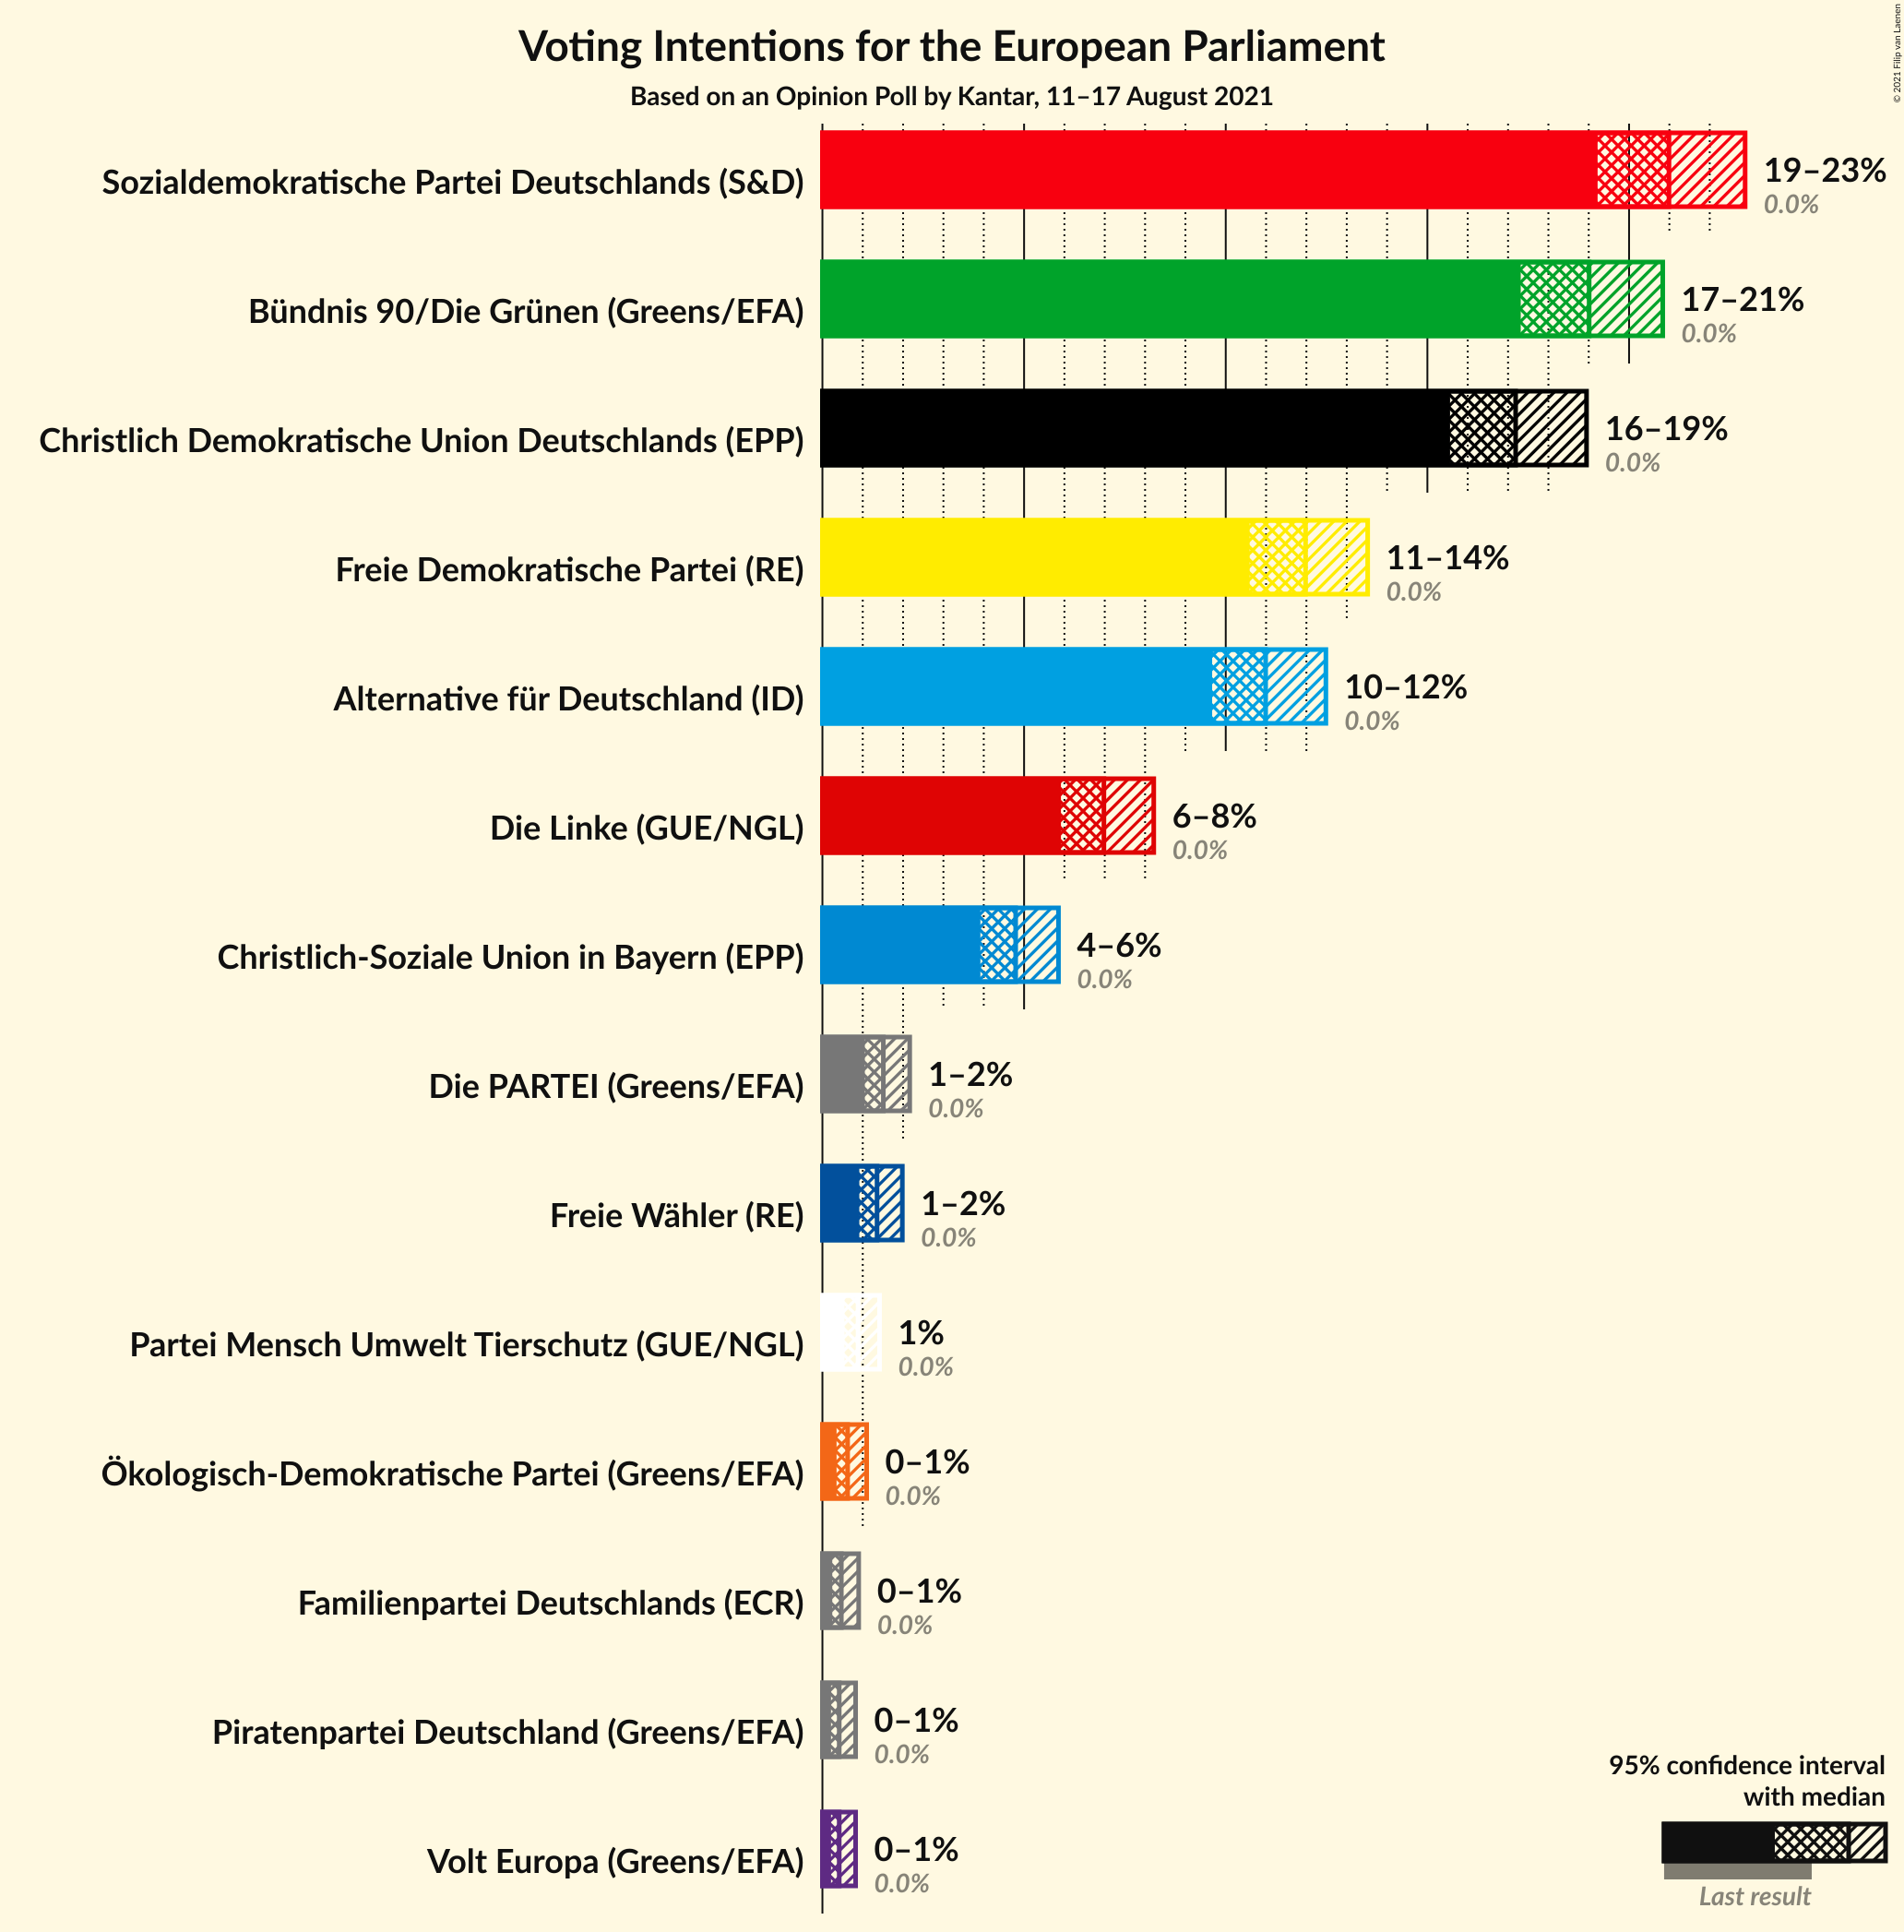 Voting Intentions for the European Parliament
Based on an Opinion Poll by Kantar, 11–17 August 2021
© 2021 Filip van Laenen
Sozialdemokratische Partei Deutschlands (S&D)
19–23%
0.0%
Bündnis 90/Die Grünen (Greens/EFA)
17–21%
0.0%
Christlich Demokratische Union Deutschlands (EPP)
16–19%
0.0%
Freie Demokratische Partei (RE)
11–14%
0.0%
Alternative für Deutschland (ID)
10–12%
0.0%
Die Linke (GUE/NGL)
6–8%
0.0%
Christlich-Soziale Union in Bayern (EPP)
4–6%
0.0%
Die PARTEI (Greens/EFA)
1–2%
0.0%
Freie Wähler (RE)
1–2%
0.0%
Partei Mensch Umwelt Tierschutz (GUE/NGL)
1%
0.0%
Ökologisch-Demokratische Partei (Greens/EFA)
0–1%
0.0%
Familienpartei Deutschlands (ECR)
0–1%
0.0%
Piratenpartei Deutschland (Greens/EFA)
0–1%
0.0%
Volt Europa (Greens/EFA)
0–1%
0.0%
95% confidence interval
with median
Last result